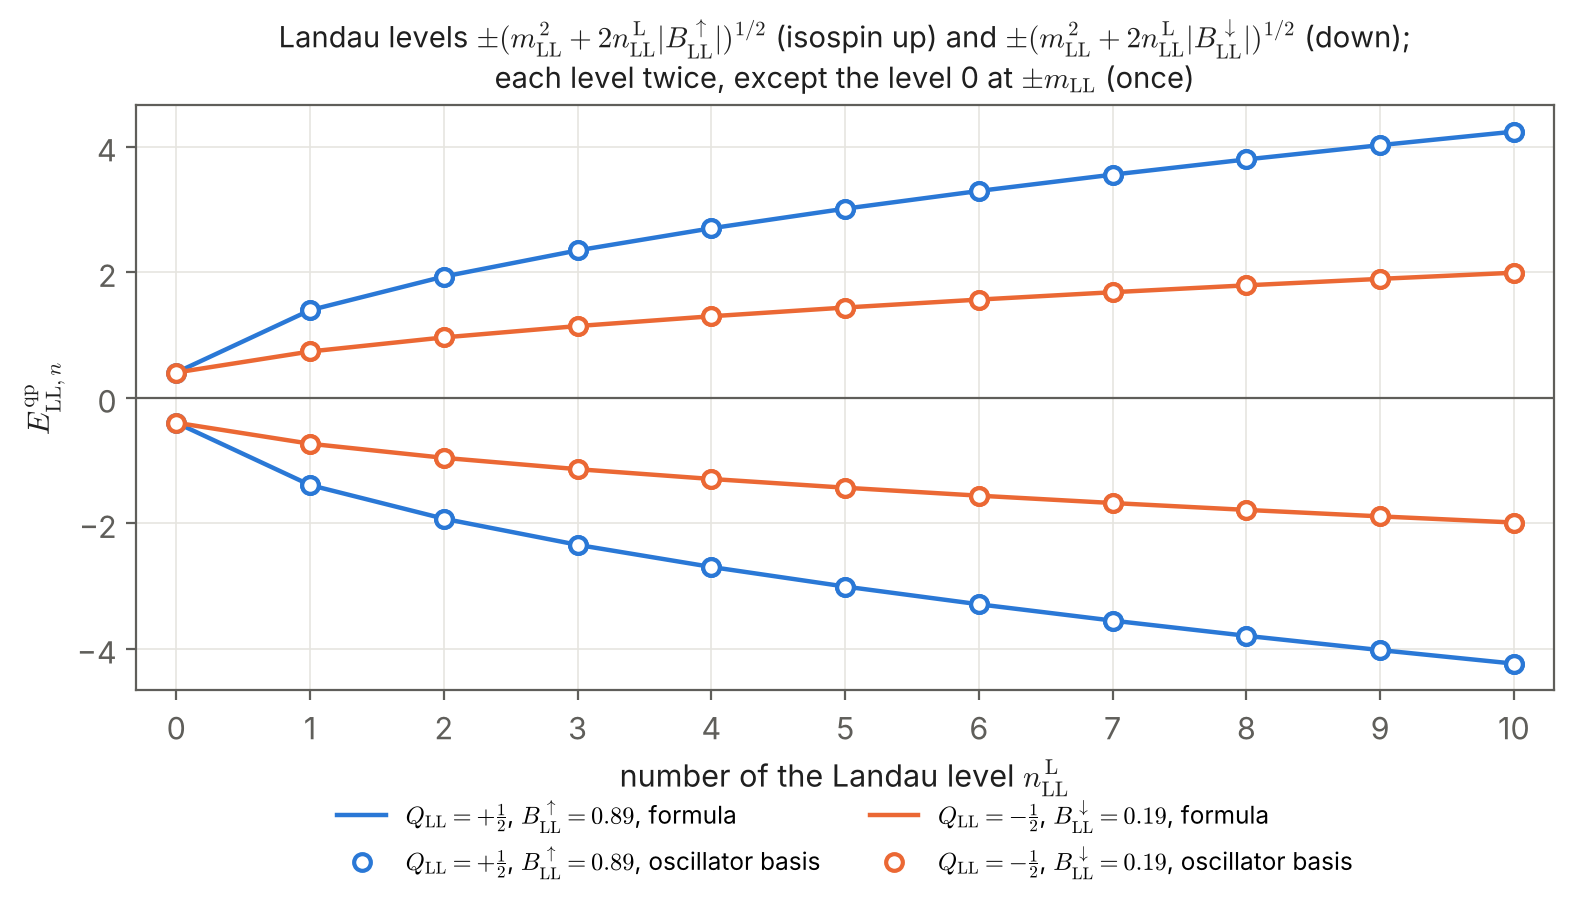 Landau levels ±(m²_LL + 2n^L_LL|B^↑_LL|)^{1/2} (isospin up) and ±(m²_LL + 2n^L_LL|B^↓_LL|)^{1/2} (down);
each level twice, except the level 0 at ±m_LL (once)
E^qp_{LL, n}
4
2
0
−2
−4
0 1 2 3 4 5 6 7 8 9 10
number of the Landau level n^L_LL
Q_LL = +1/2, B^↑_LL = 0.89, formula
Q_LL = −1/2, B^↓_LL = 0.19, formula
Q_LL = +1/2, B^↑_LL = 0.89, oscillator basis
Q_LL = −1/2, B^↓_LL = 0.19, oscillator basis